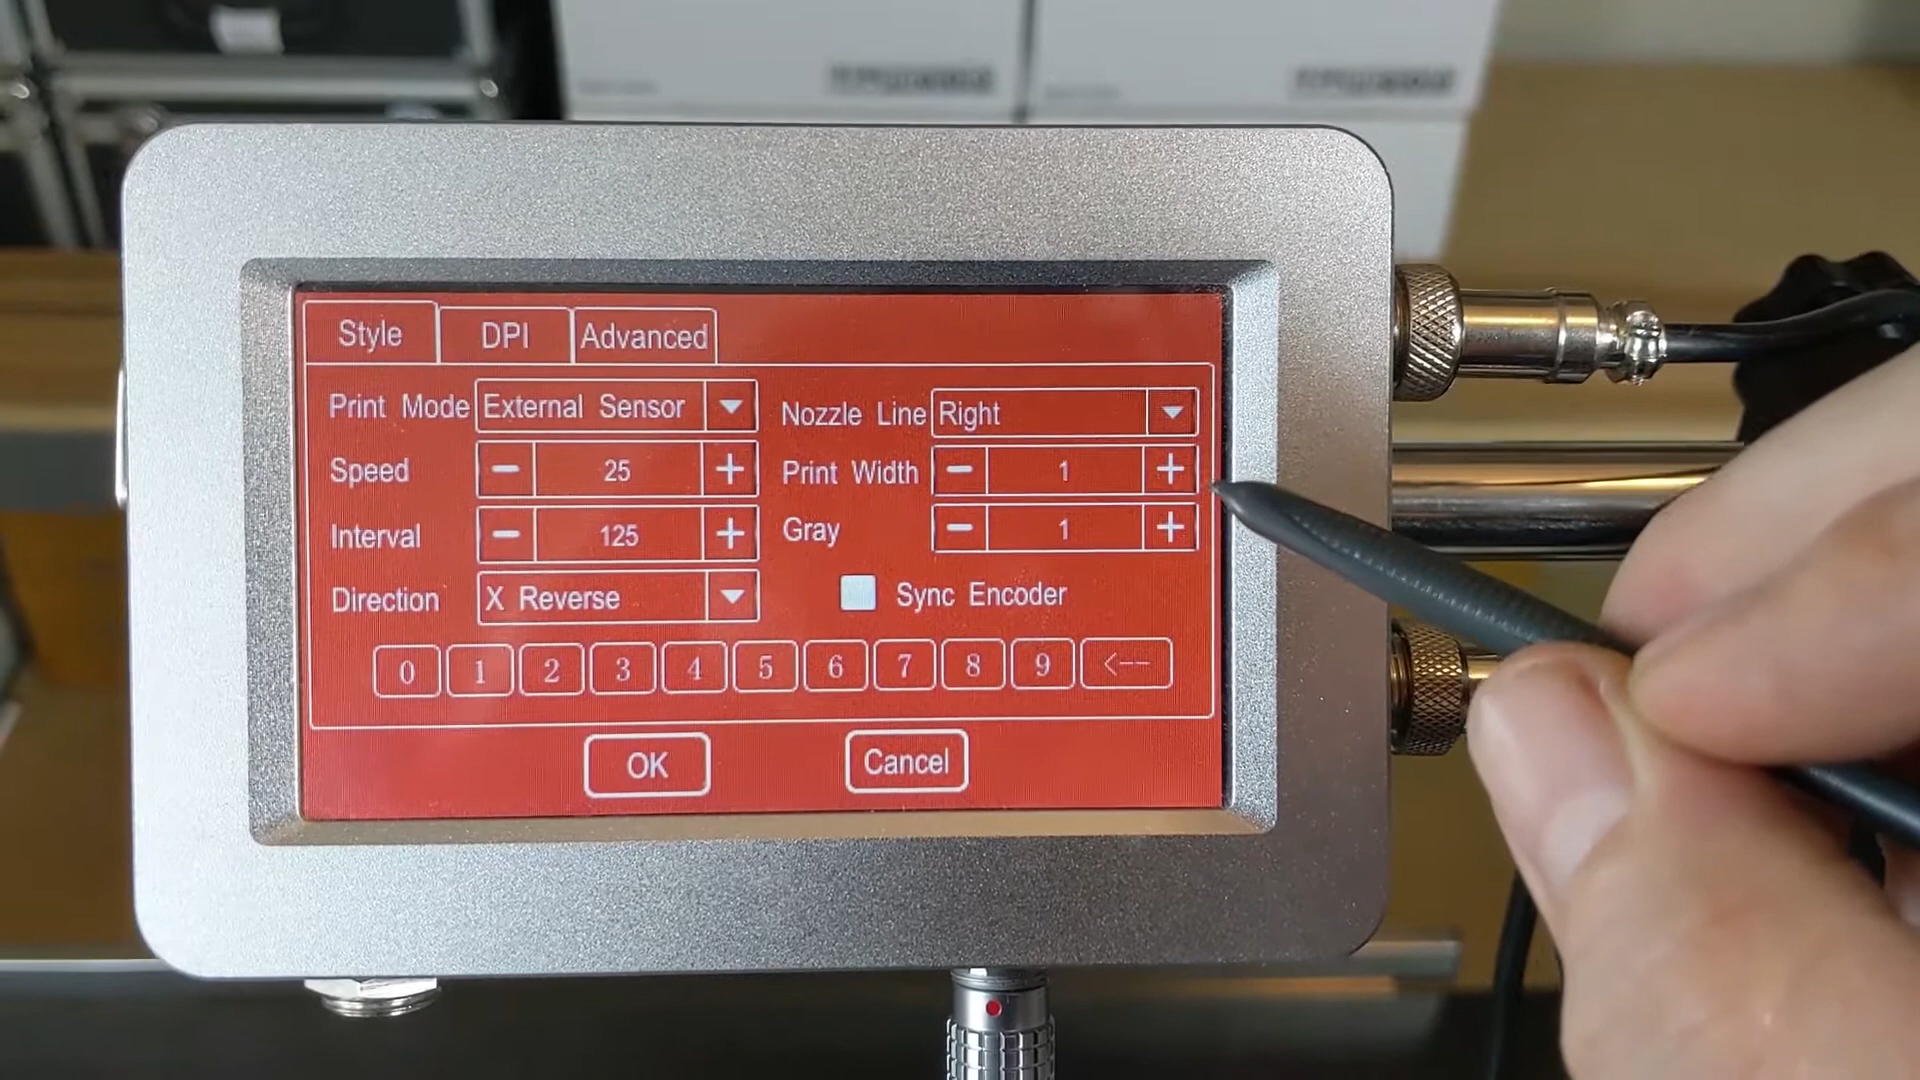 Style DPI Advanced
Print Mode External Sensor Nozzle Line Right
Speed - 25 + Print Width - 1 +
Interval - 125 + Gray - 1 +
Direction X Reverse Sync Encoder
0 1 2 3 4 5 6 7 8 9 <--
OK Cancel